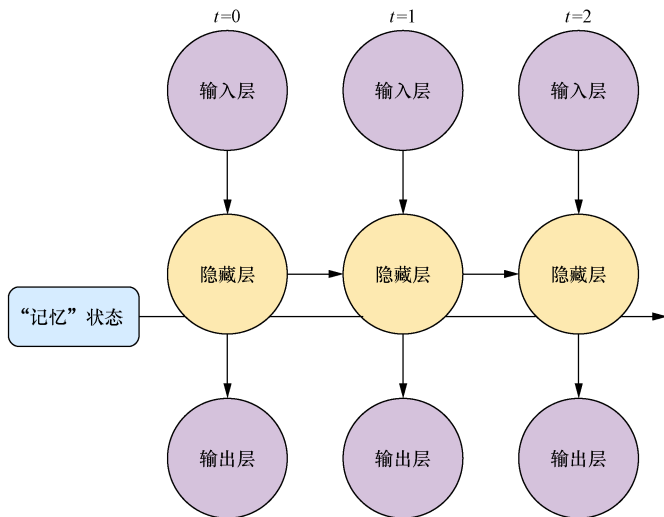 t=0 t=1 t=2
输入层 输入层 输入层
隐藏层 隐藏层 隐藏层
“记忆”状态
输出层 输出层 输出层